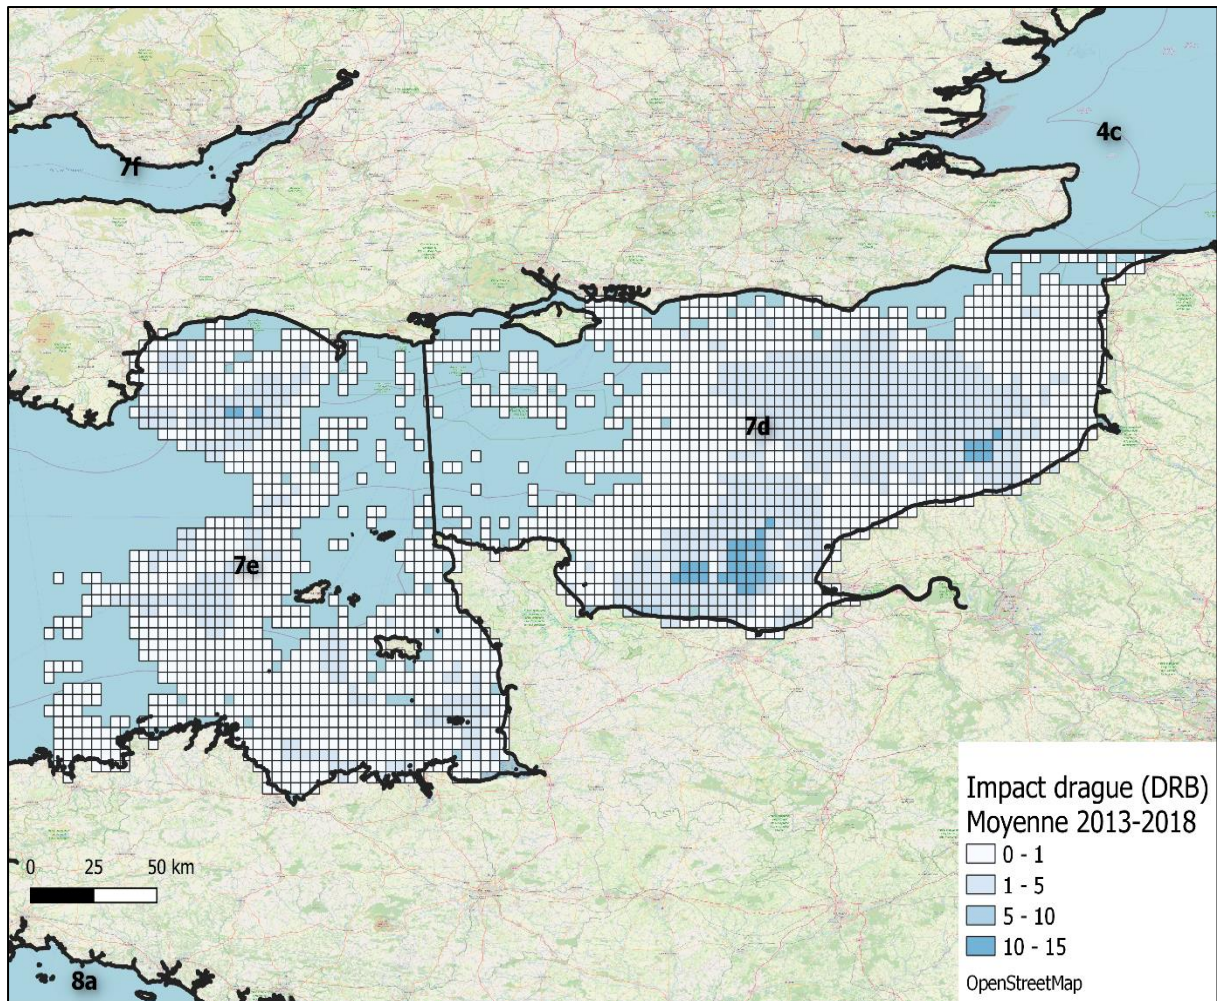 4c
7f
7d
7e
0 25 50 km
8a
Impact drague (DRB)
Moyenne 2013-2018
0 - 1
1 - 5
5 - 10
10 - 15
OpenStreetMap